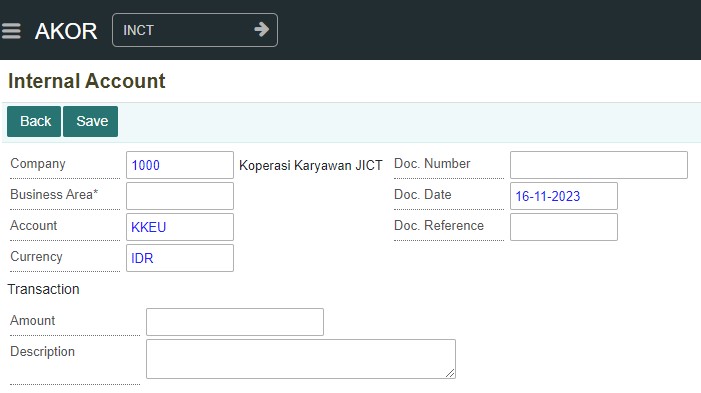 AKOR INCT
Internal Account
Back Save
Company 1000 Koperasi Karyawan JICT Doc. Number
Business Area* Doc. Date 16-11-2023
Account KKEU Doc. Reference
Currency IDR
Transaction
Amount
Description